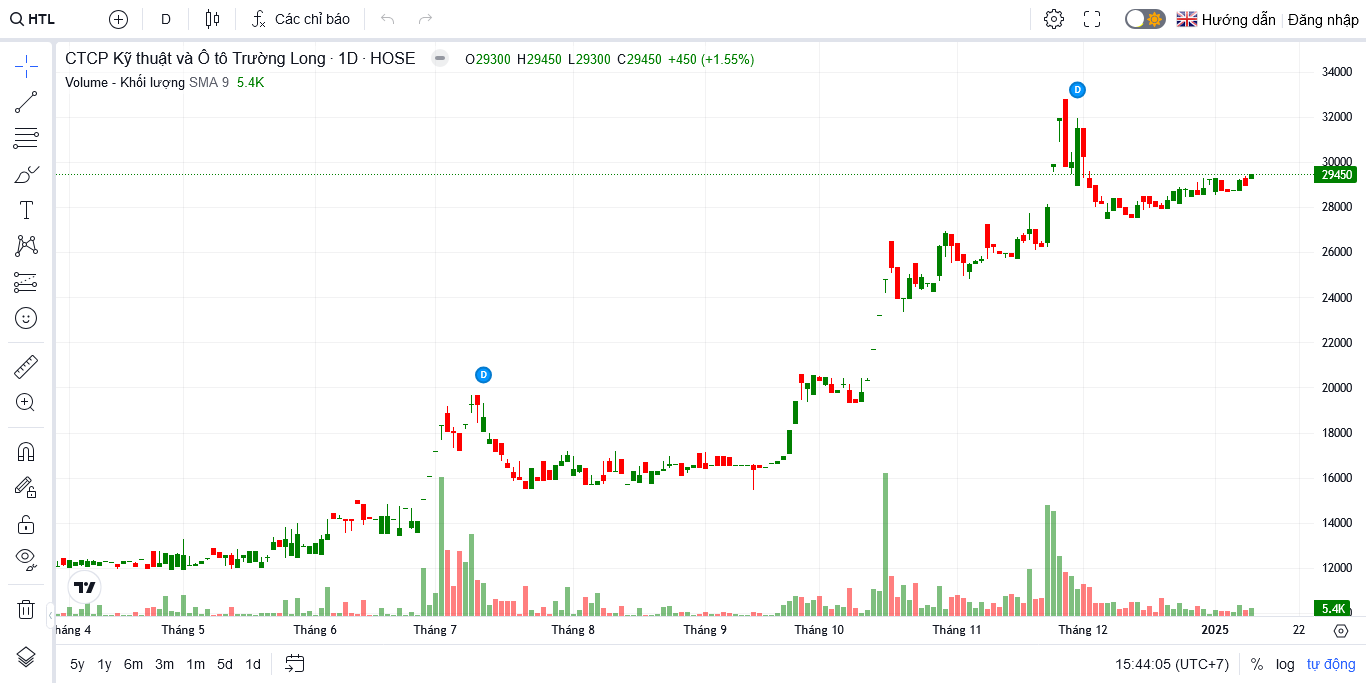 HTL D Các chỉ báo Hướng dẫn Đăng nhập
CTCP Kỹ thuật và Ô tô Trường Long · 1D · HOSE O29300 H29450 L29300 C29450 +450 (+1.55%)
Volume - Khối lượng SMA 9 5.4K
34000
D
32000
30000
29450
28000
26000
24000
22000
D
20000
18000
16000
14000
12000
5.4K
háng 4 Tháng 5 Tháng 6 Tháng 7 Tháng 8 Tháng 9 Tháng 10 Tháng 11 Tháng 12 2025 22
5y 1y 6m 3m 1m 5d 1d 15:44:05 (UTC+7) % log tự động